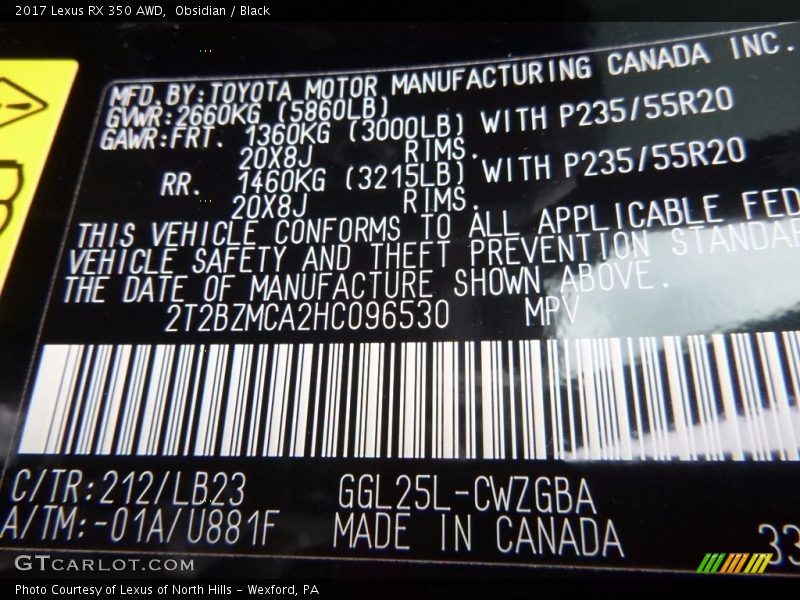 2017 Lexus RX 350 AWD,  Obsidian / Black
MFD.BY:TOYOTA MOTOR MANUFACTURING CANADA INC.
GVWR:2660KG (5860LB)
GAWR:FRT. 1360KG (3000LB) WITH P235/55R20
20X8J RIMS.
RR. 1460KG (3215LB) WITH P235/55R20
20X8J RIMS.
THIS VEHICLE CONFORMS TO ALL APPLICABLE FED
VEHICLE SAFETY AND THEFT PREVENTION STANDAR
THE DATE OF MANUFACTURE SHOWN ABOVE.
2T2BZMCA2HC096530 MPV
C/TR:212/LB23 GGL25L-CWZGBA
A/TM:-01A/U881F MADE IN CANADA 33
GTCarlot.com
Photo Courtesy of Lexus of North Hills - Wexford, PA